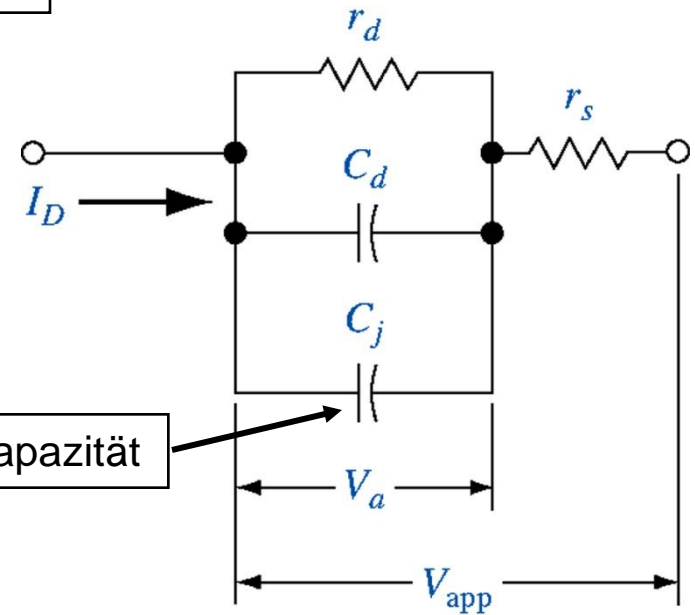 r_d
r_s
C_d
I_D
C_j
apazität
V_a
V_app